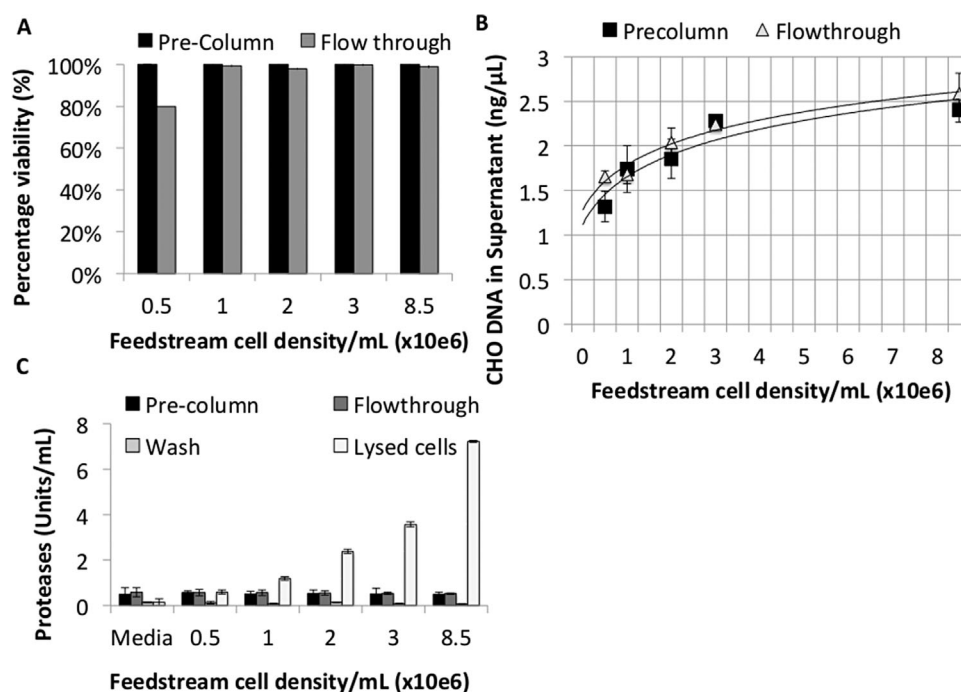 A
Pre-Column Flow through
Percentage viability (%)
100%
80%
60%
40%
20%
0%
0.5 1 2 3 8.5
Feedstream cell density/mL (x10e6)
B
Precolumn Flowthrough
CHO DNA in Supernatant (ng/µL)
3
2.5
2
1.5
1
0.5
0
0 1 2 3 4 5 6 7 8
Feedstream cell density/mL (x10e6)
C
Pre-column Flowthrough
Wash Lysed cells
Proteases (Units/mL)
8
6
4
2
0
Media 0.5 1 2 3 8.5
Feedstream cell density/mL (x10e6)